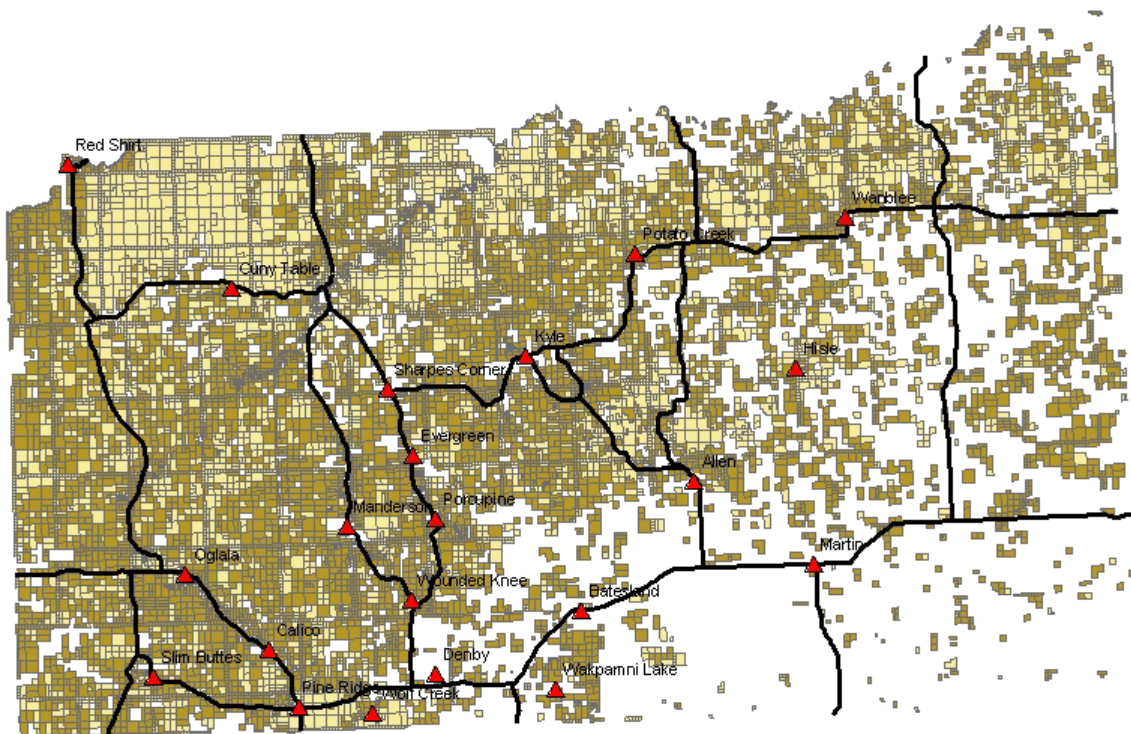 Red Shirt
Wanblee
Potato Creek
Cuny Table
Kyle
Hisle
Sharpes Corner
Evergreen
Allen
Porcupine
Manderson
Martin
Oglala
Wounded Knee
Batesland
Calico
Slim Buttes
Denby
Wakpamni Lake
Pine Ridge
Wolf Creek